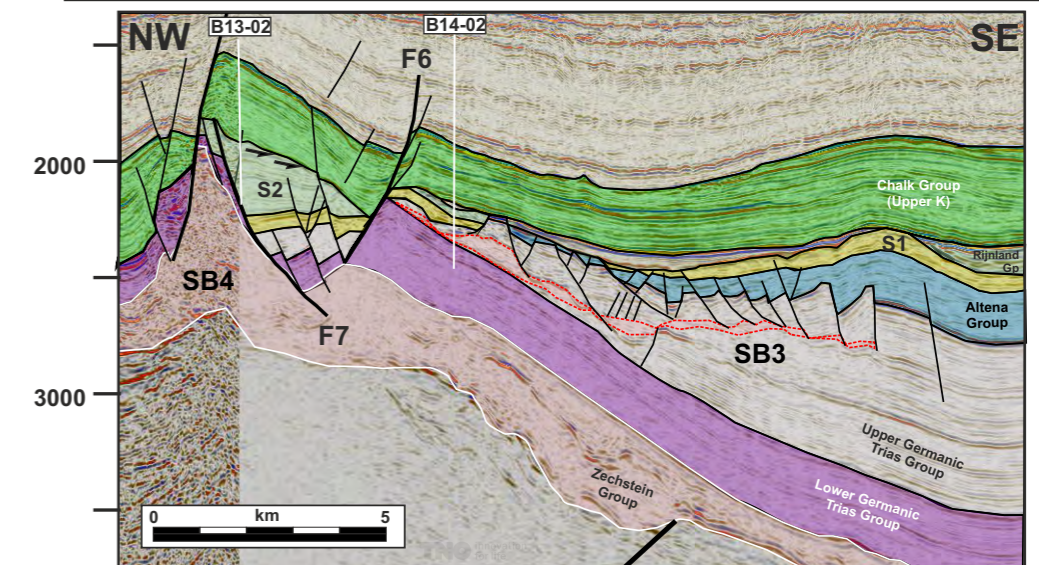 NW
B13-02
B14-02
SE
F6
2000
S2
Chalk Group
(Upper K)
S1
Rijnland
Gp
SB4
Altena
Group
F7
SB3
3000
Upper Germanic
Trias Group
Zechstein
Group
Lower Germanic
Trias Group
0 km 5